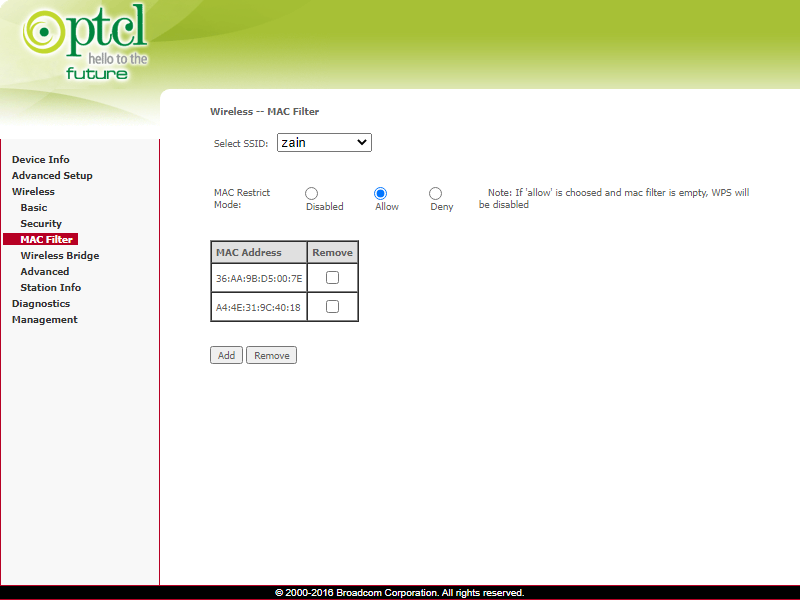 ptcl
hello to the
future
Wireless -- MAC Filter
Select SSID: zain
Device Info
Advanced Setup
Wireless
Basic
Security
MAC Filter
Wireless Bridge
Advanced
Station Info
Diagnostics
Management
MAC Restrict
Mode:
Disabled
Allow
Deny
Note: If 'allow' is choosed and mac filter is empty, WPS will
be disabled
MAC Address Remove
36:AA:9B:D5:00:7E
A4:4E:31:9C:40:18
Add Remove
© 2000-2016 Broadcom Corporation. All rights reserved.